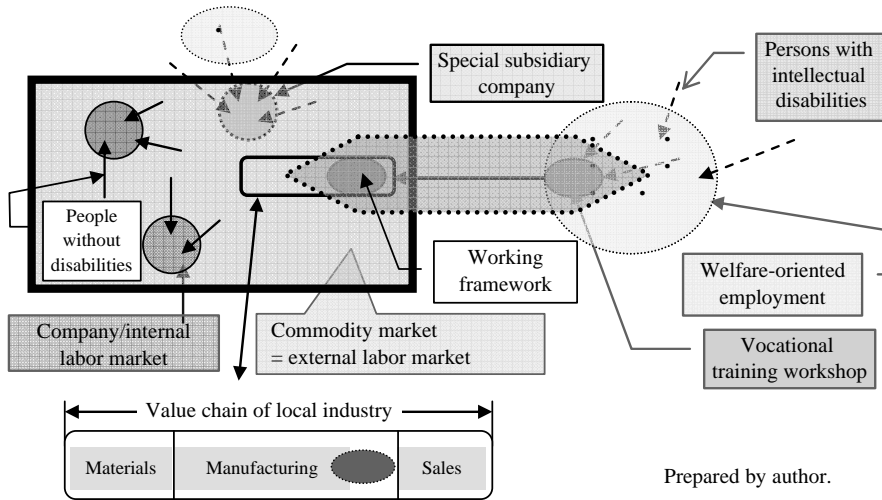 Special subsidiary
company
Persons with
intellectual
disabilities
People
without
disabilities
Working
framework
Welfare-oriented
employment
Company/internal
labor market
Commodity market
= external labor market
Vocational
training workshop
Value chain of local industry
Materials
Manufacturing
Sales
Prepared by author.